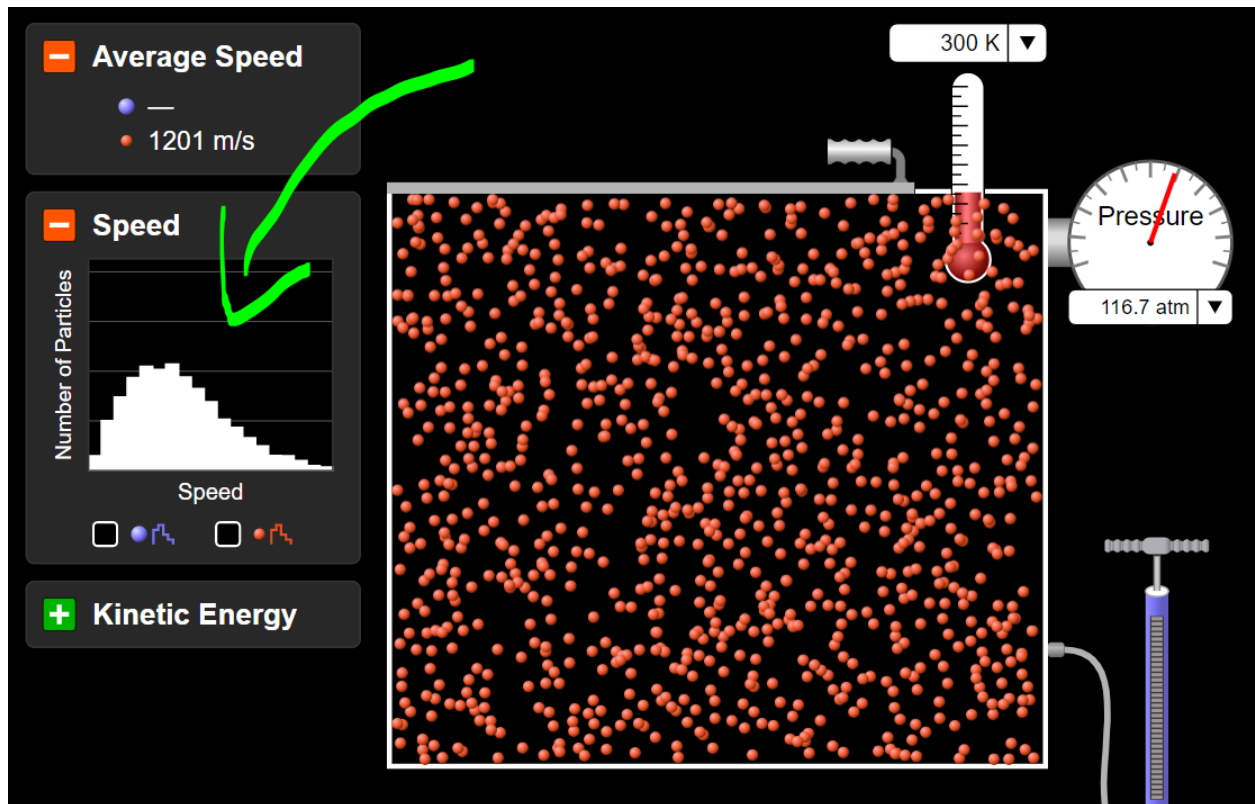 Average Speed
—
1201 m/s
Speed
Number of Particles
Speed
Kinetic Energy
300 K
Pressure
116.7 atm